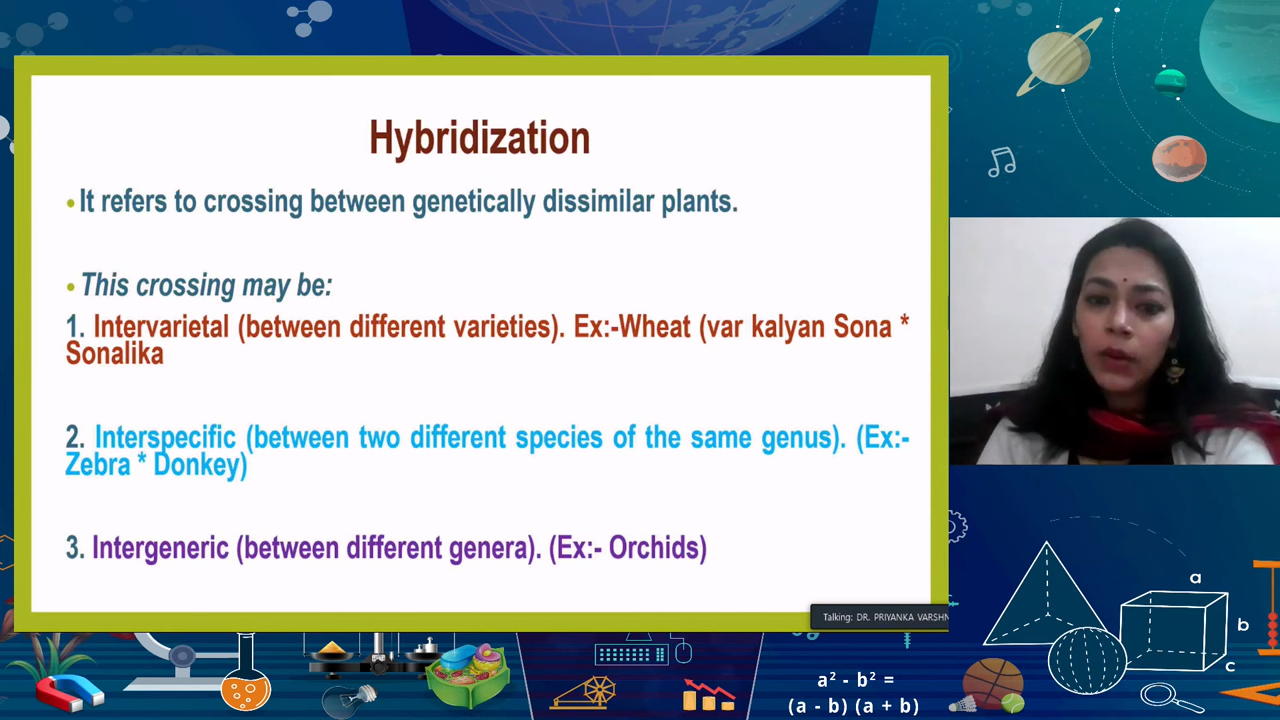 Hybridization
• It refers to crossing between genetically dissimilar plants.
• This crossing may be:
1. Intervarietal (between different varieties). Ex:-Wheat (var kalyan Sona *
Sonalika
2. Interspecific (between two different species of the same genus). (Ex:-
Zebra * Donkey)
3. Intergeneric (between different genera). (Ex:- Orchids)
Talking: DR. PRIYANKA VARSHN
a
b
c
a² - b² =
(a - b) (a + b)